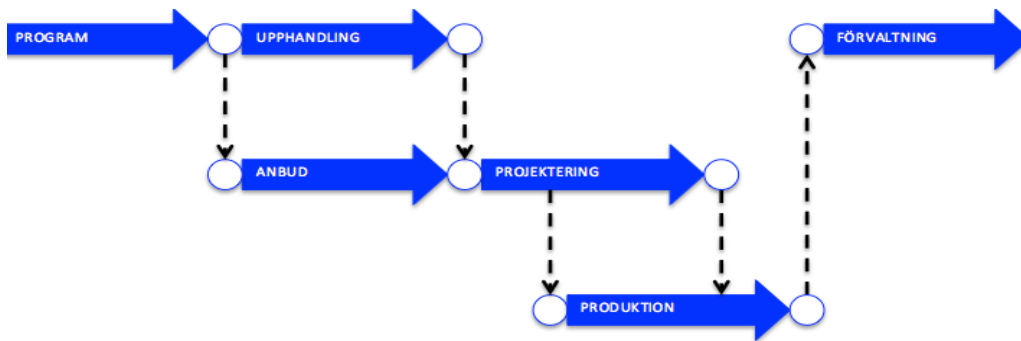 PROGRAM
UPPHANDLING
FÖRVALTNING
ANBUD
PROJEKTERING
PRODUKTION